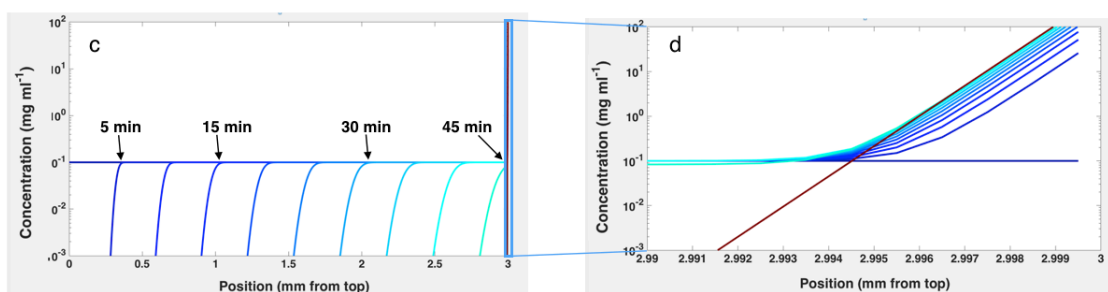 c
10²
10¹
10⁰
10⁻¹
10⁻²
10⁻³
Concentration (mg ml⁻¹)
5 min
15 min
30 min
45 min
0 0.5 1 1.5 2 2.5 3
Position (mm from top)
d
10²
10¹
10⁰
10⁻¹
10⁻²
10⁻³
Concentration (mg ml⁻¹)
2.99 2.991 2.992 2.993 2.994 2.995 2.996 2.997 2.998 2.999 3
Position (mm from top)